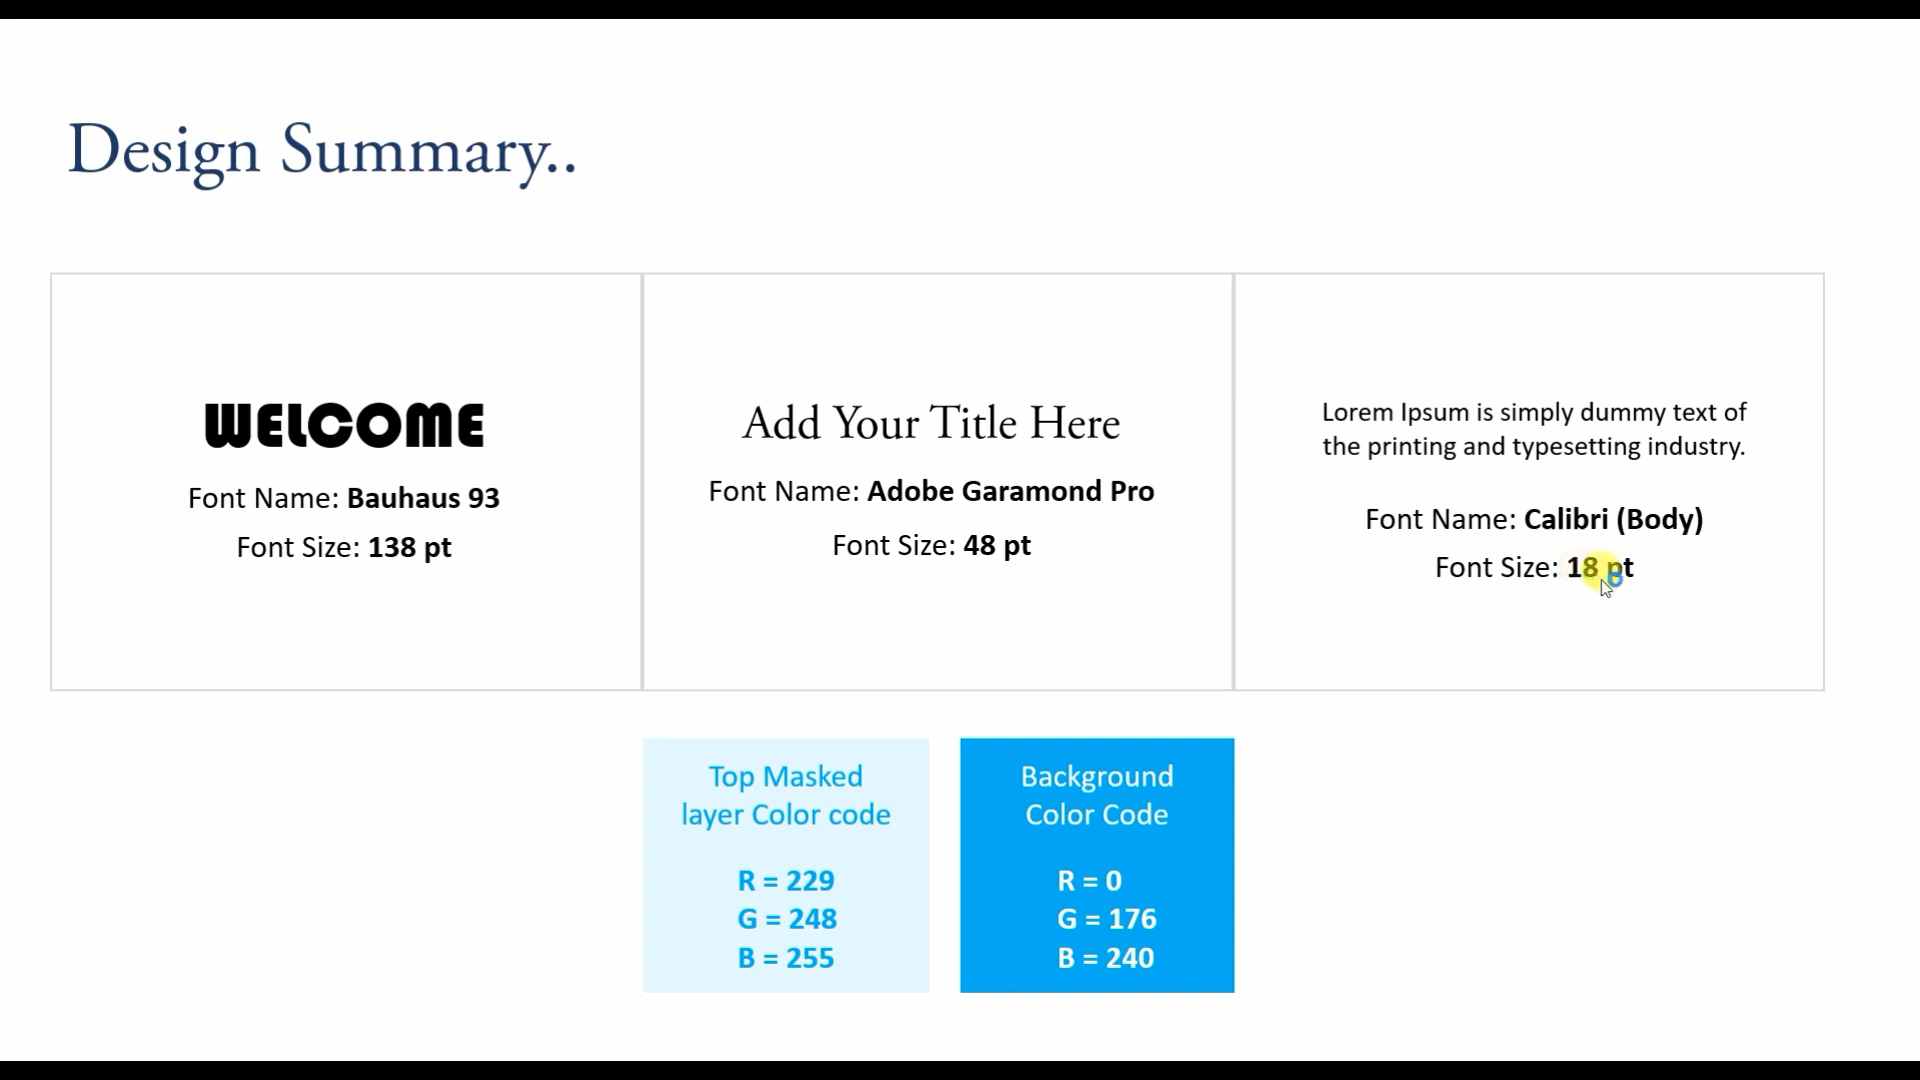 Design Summary..
WELCOME
Font Name: Bauhaus 93
Font Size: 138 pt
Add Your Title Here
Font Name: Adobe Garamond Pro
Font Size: 48 pt
Lorem Ipsum is simply dummy text of
the printing and typesetting industry.
Font Name: Calibri (Body)
Font Size: 18 pt
Top Masked
layer Color code
R = 229
G = 248
B = 255
Background
Color Code
R = 0
G = 176
B = 240